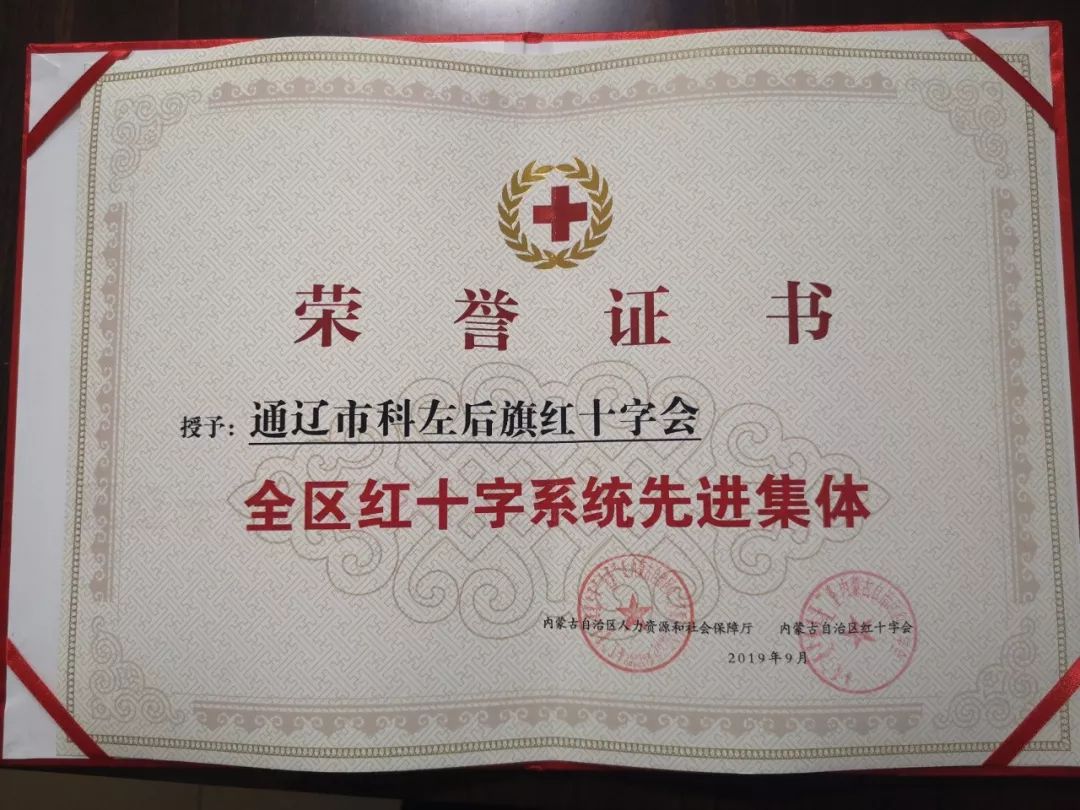 荣誉证书
授予：通辽市科左后旗红十字会
全区红十字系统先进集体
内蒙古自治区人力资源和社会保障厅 内蒙古自治区红十字会
2019年9月